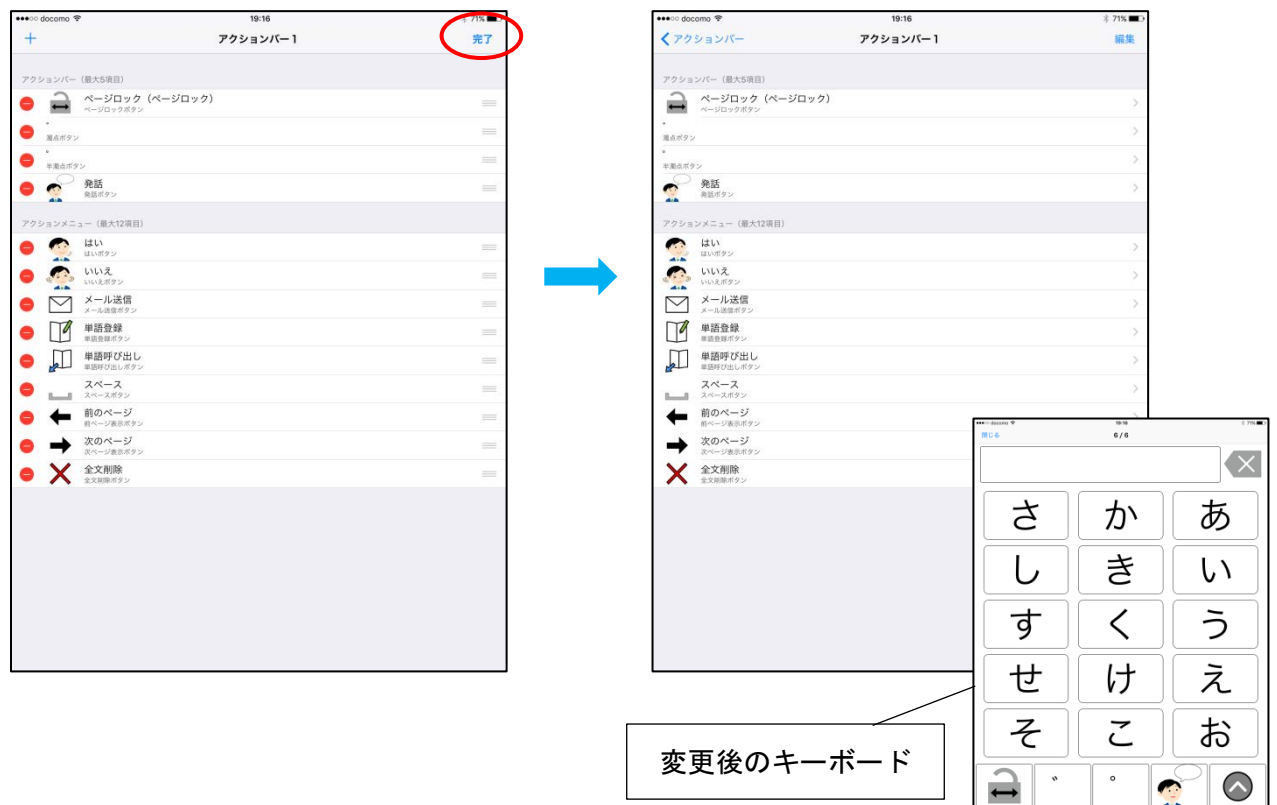 ●●●○○ docomo 19:16 71%
+ アクションバー1 完了
アクションバー（最大5項目）
ページロック（ページロック）
ページロックボタン
゛
濁点ボタン
゜
半濁点ボタン
発話
発話ボタン
アクションメニュー（最大12項目）
はい
はいボタン
いいえ
いいえボタン
メール送信
メール送信ボタン
単語登録
単語登録ボタン
単語呼び出し
単語呼び出しボタン
スペース
スペースボタン
前のページ
前ページ表示ボタン
次のページ
次ページ表示ボタン
全文削除
全文削除ボタン
●●●○○ docomo 19:16 71%
アクションバー アクションバー1 編集
アクションバー（最大5項目）
ページロック（ページロック）
ページロックボタン
゛
濁点ボタン
゜
半濁点ボタン
発話
発話ボタン
アクションメニュー（最大12項目）
はい
はいボタン
いいえ
いいえボタン
メール送信
メール送信ボタン
単語登録
単語登録ボタン
単語呼び出し
単語呼び出しボタン
スペース
スペースボタン
前のページ
前ページ表示ボタン
次のページ
次ページ表示ボタン
全文削除
全文削除ボタン
●●●○○ docomo 19:16 71%
閉じる 6/6
さ か あ
し き い
す く う
せ け え
そ こ お
゛ ゜
変更後のキーボード